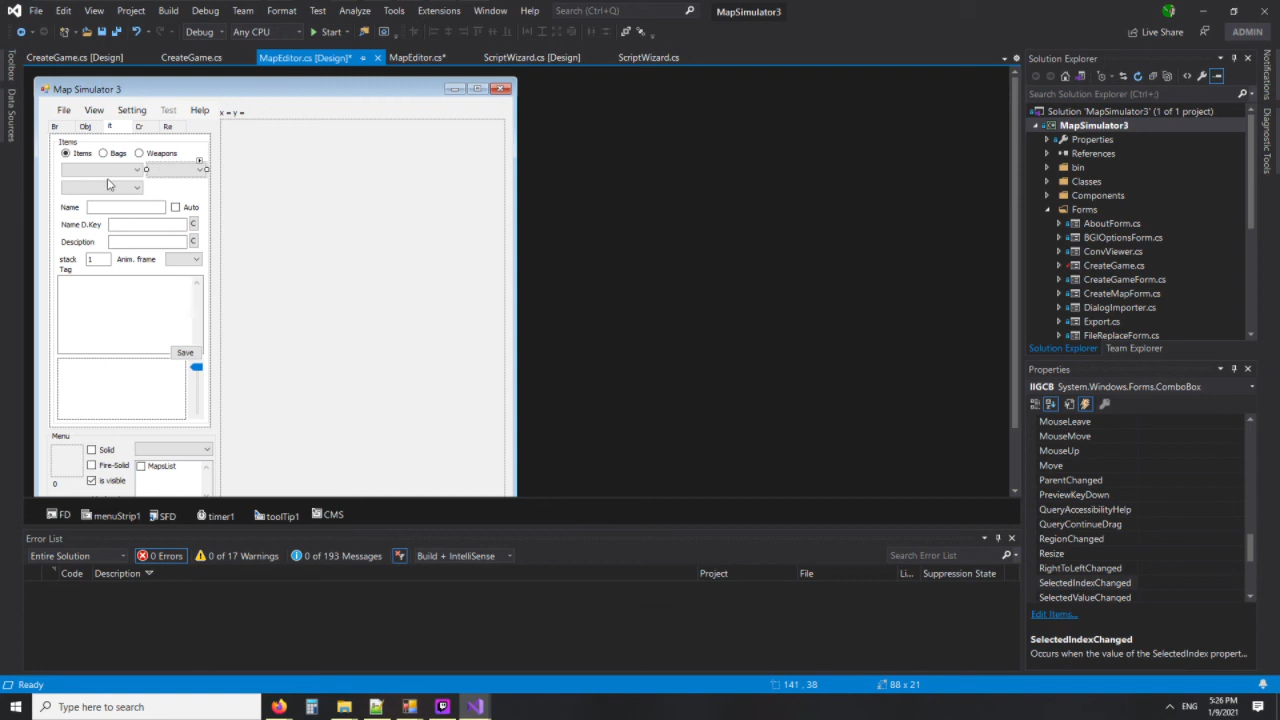 File Edit View Git Project Build Debug Team Format Test Analyze Tools Extensions Window Help Search (Ctrl+Q) MapSimulator3
Debug Any CPU Start Live Share ADMIN
CreateGame.cs [Design] CreateGame.cs MapEditor.cs [Design]* MapEditor.cs* ScriptWizard.cs [Design] ScriptWizard.cs
Toolbox
Data Sources
Map Simulator 3
File View Setting Test Help x = y =
Br Obj It Cr Re
Items
Items Bags Weapons
Name Auto
Name D.Key C
Desciption C
stack 1 Anim. frame
Tag
Save
Menu
Solid
Fire-Solid MapsList
is visible
0
FD menuStrip1 SFD timer1 toolTip1 CMS
Error List
Entire Solution 0 Errors 0 of 17 Warnings 0 of 193 Messages Build + IntelliSense Search Error List
Code Description Project File Li... Suppression State
Solution Explorer
Search Solution Explorer (Ctrl+;)
Solution 'MapSimulator3' (1 of 1 project)
MapSimulator3
Properties
References
bin
Classes
Components
Forms
AboutForm.cs
BGIOptionsForm.cs
ConvViewer.cs
CreateGame.cs
CreateGameForm.cs
CreateMapForm.cs
DialogImporter.cs
Export.cs
FileReplaceForm.cs
Solution Explorer Team Explorer
Properties
IIGCB System.Windows.Forms.ComboBox
MouseLeave
MouseMove
MouseUp
Move
ParentChanged
PreviewKeyDown
QueryAccessibilityHelp
QueryContinueDrag
RegionChanged
Resize
RightToLeftChanged
SelectedIndexChanged
SelectedValueChanged
Edit Items...
SelectedIndexChanged
Occurs when the value of the SelectedIndex propert...
Notifications
Diagnostic Tools
Ready 141 , 38 88 x 21
Type here to search ENG 5:26 PM
1/9/2021